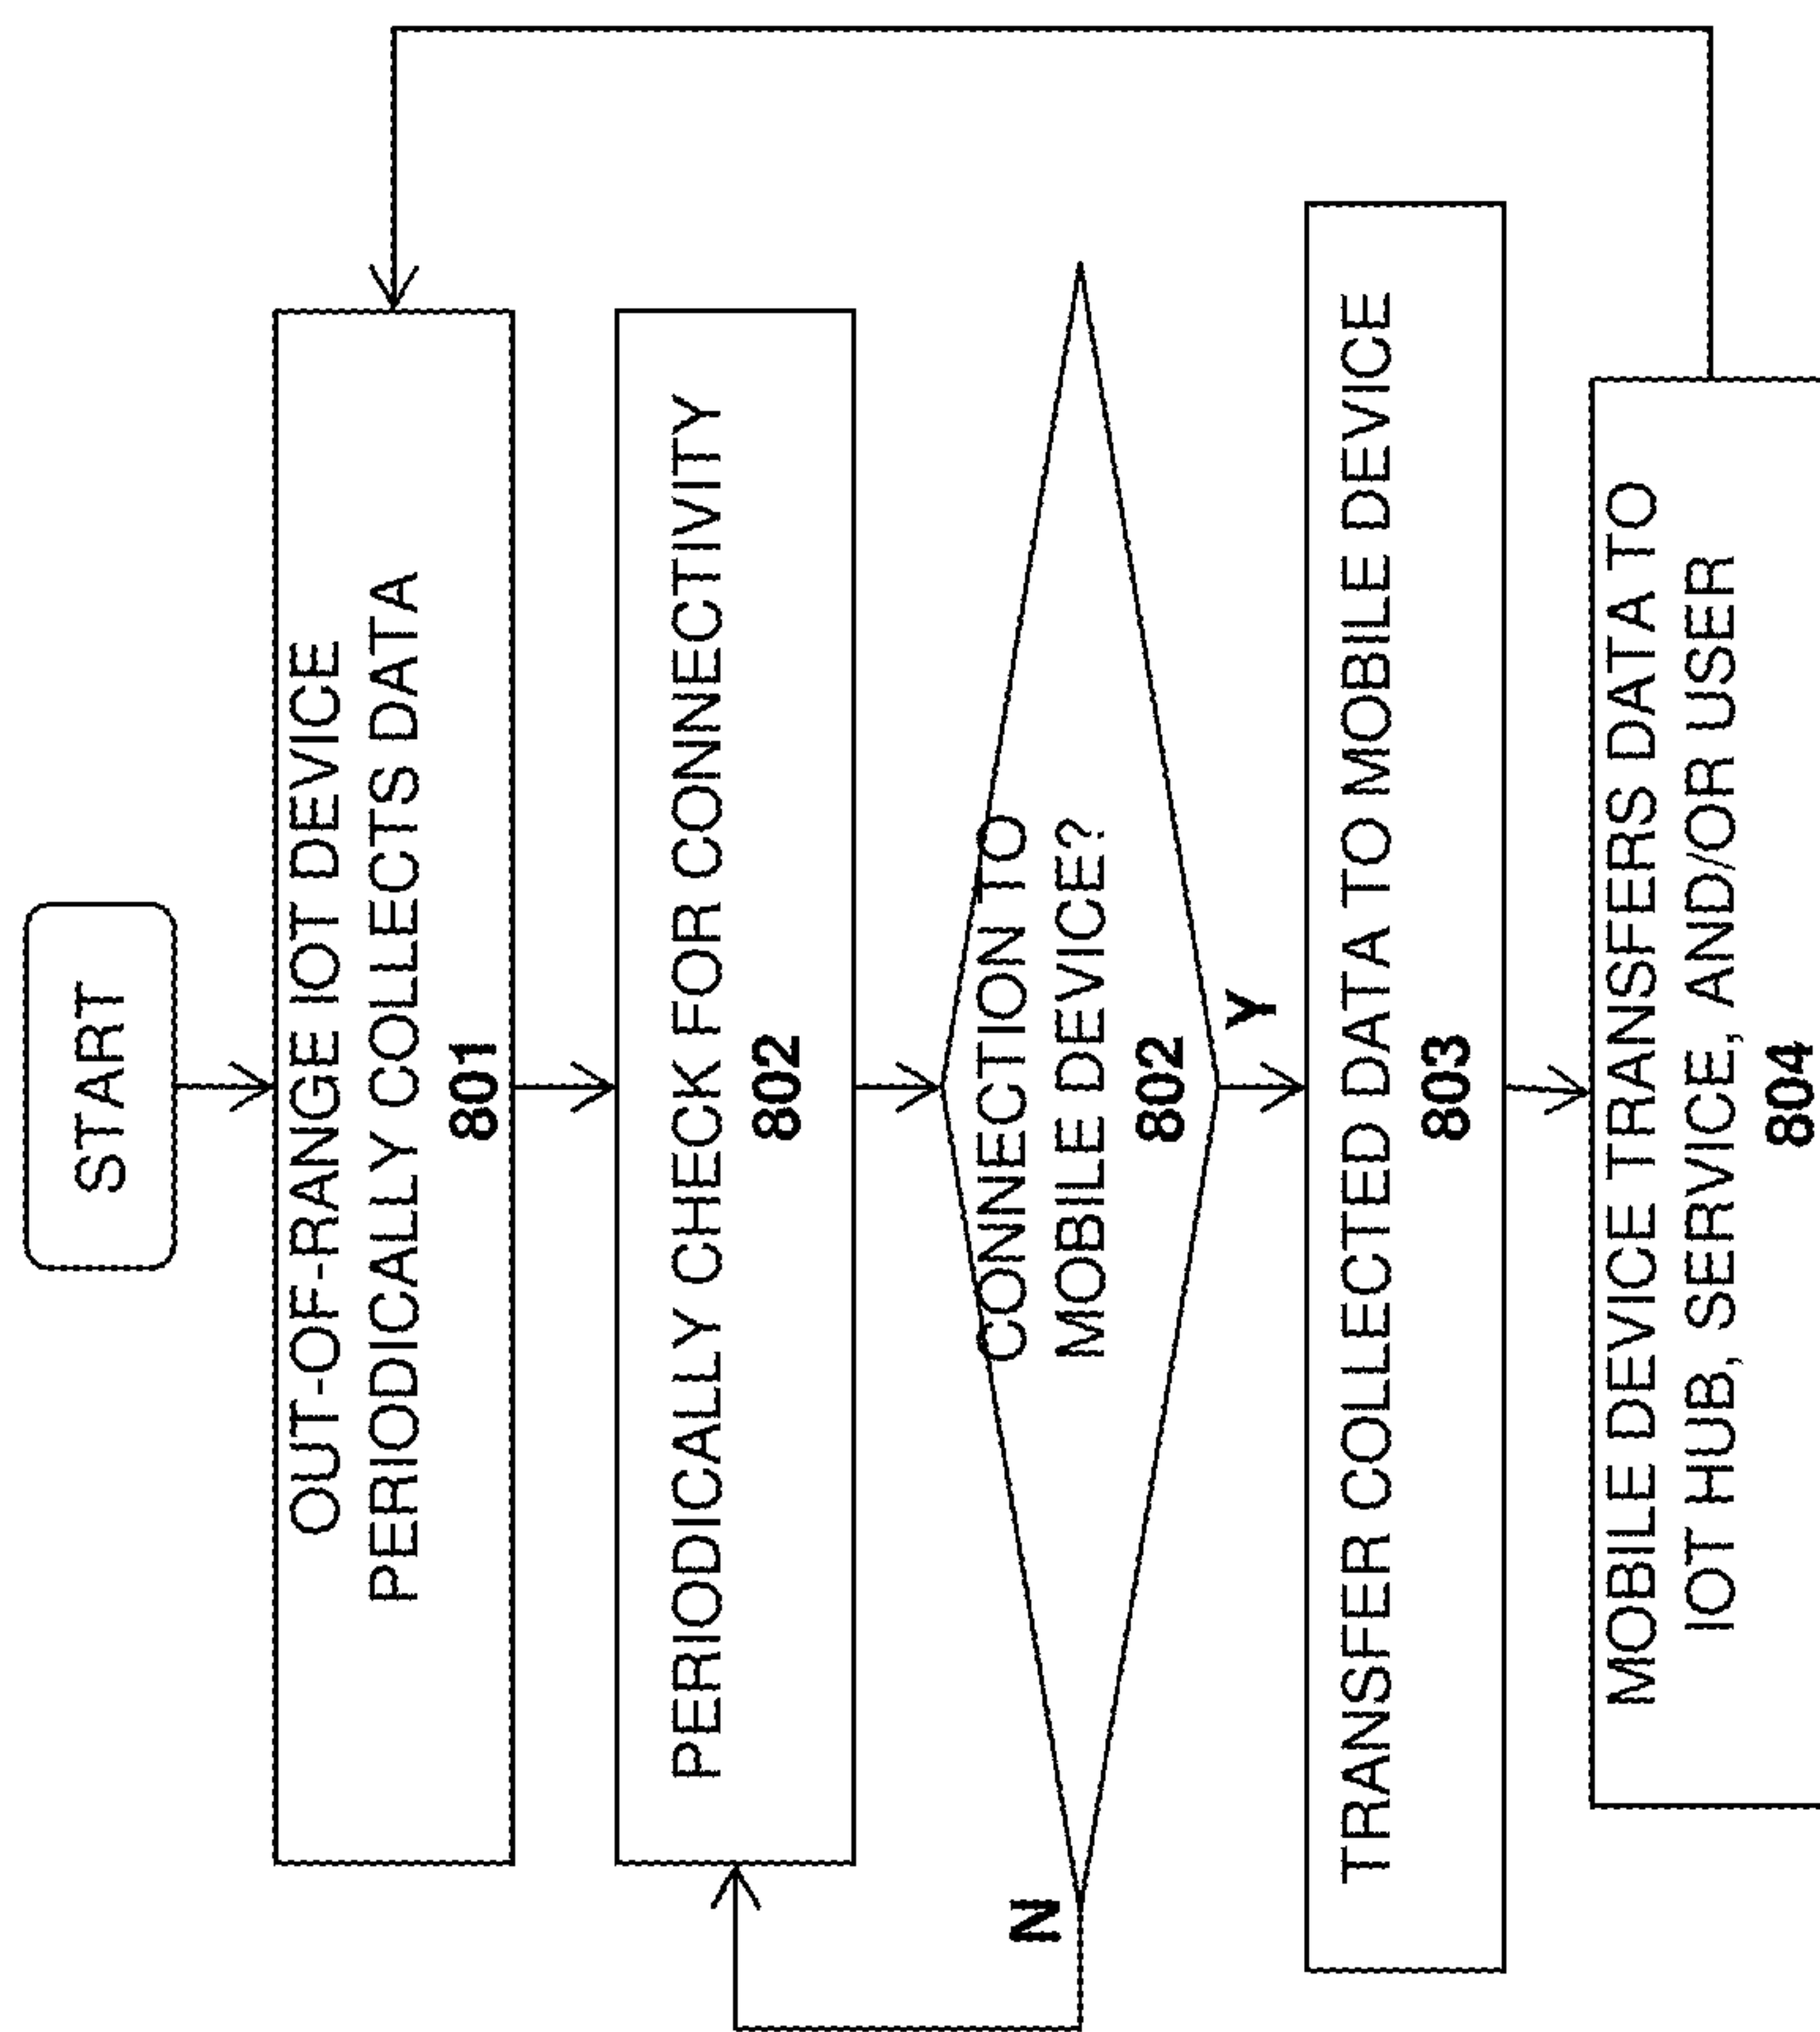 START
OUT-OF-RANGE IOT DEVICE
PERIODICALLY COLLECTS DATA
801
PERIODICALLY CHECK FOR CONNECTIVITY
802
CONNECTION TO
MOBILE DEVICE?
802
N
Y
TRANSFER COLLECTED DATA TO MOBILE DEVICE
803
MOBILE DEVICE TRANSFERS DATA TO
IOT HUB, SERVICE, AND/OR USER
804